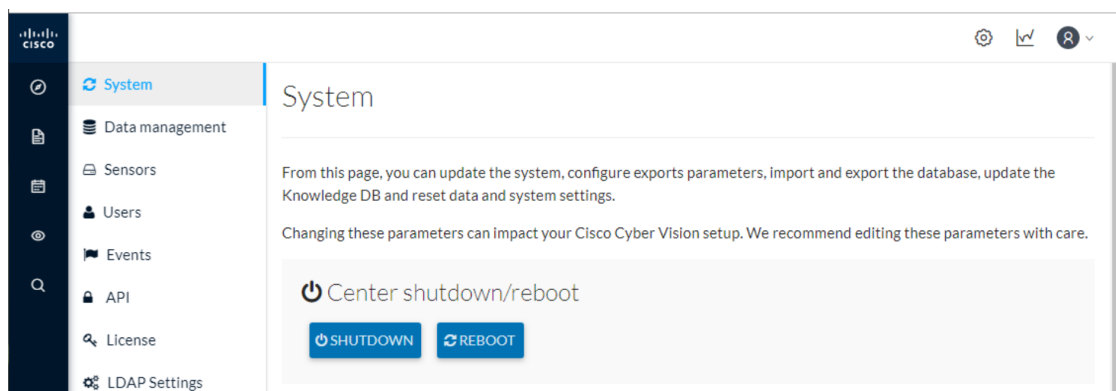 CISCO
System
Data management
Sensors
Users
Events
API
License
LDAP Settings
System
From this page, you can update the system, configure exports parameters, import and export the database, update the
Knowledge DB and reset data and system settings.
Changing these parameters can impact your Cisco Cyber Vision setup. We recommend editing these parameters with care.
Center shutdown/reboot
SHUTDOWN
REBOOT